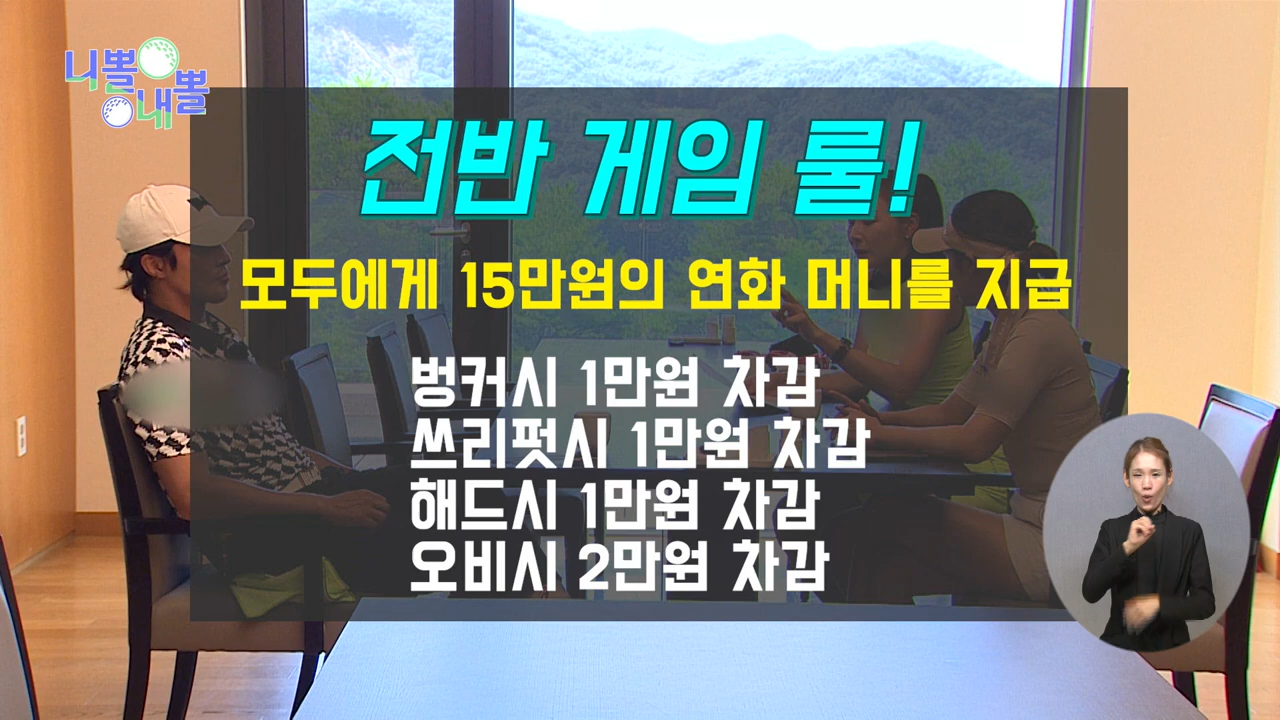 니뽈
내뽈
전반 게임 룰!
모두에게 15만원의 연화 머니를 지급
벙커시 1만원 차감
쓰리펏시 1만원 차감
해드시 1만원 차감
오비시 2만원 차감